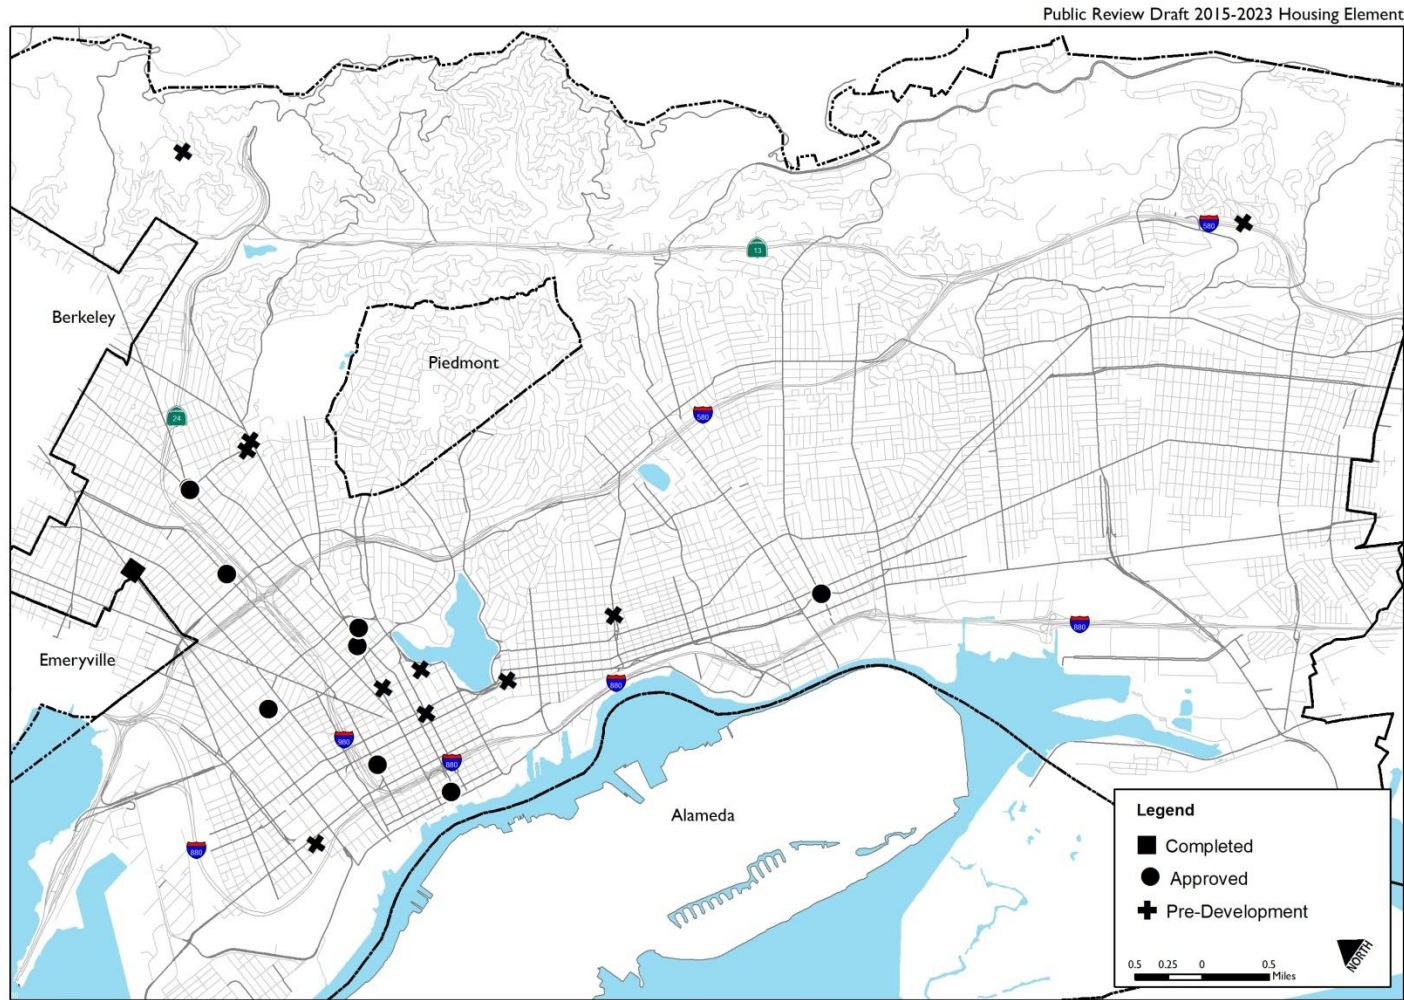 Public Review Draft 2015-2023 Housing Element
580
13
Berkeley
Piedmont
24
580
880
Emeryville
880
980
880
Alameda
880
Legend
Completed
Approved
Pre-Development
NORTH
0.5 0.25 0 0.5
Miles